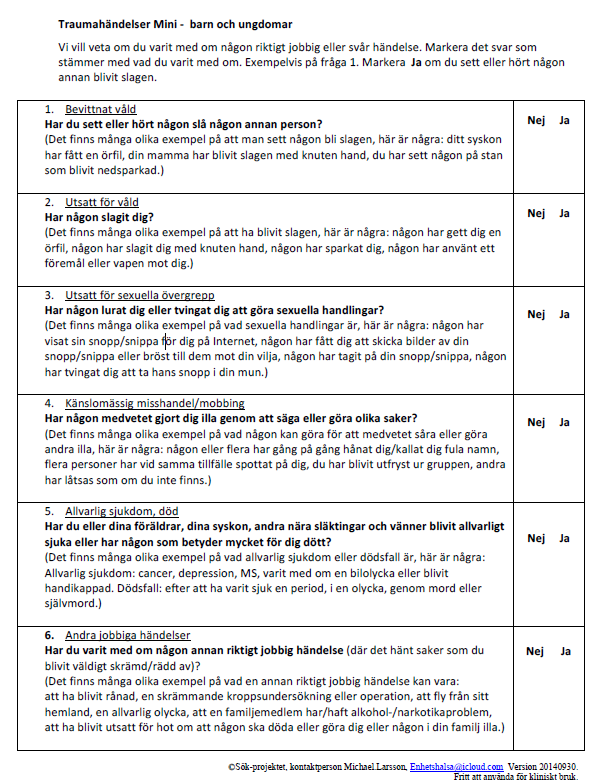 Traumahändelser Mini - barn och ungdomar
Vi vill veta om du varit med om någon riktigt jobbig eller svår händelse. Markera det svar som
stämmer med vad du varit med om. Exempelvis på fråga 1. Markera Ja om du sett eller hört någon
annan blivit slagen.
1. Bevittnat våld
Har du sett eller hört någon slå någon annan person?
(Det finns många olika exempel på att man sett någon bli slagen, här är några: ditt syskon
har fått en örfil, din mamma har blivit slagen med knuten hand, du har sett någon på stan
som blivit nedsparkad.)
Nej Ja
2. Utsatt för våld
Har någon slagit dig?
(Det finns många olika exempel på att ha blivit slagen, här är några: någon har gett dig en
örfil, någon har slagit dig med knuten hand, någon har sparkat dig, någon har använt ett
föremål eller vapen mot dig.)
Nej Ja
3. Utsatt för sexuella övergrepp
Har någon lurat dig eller tvingat dig att göra sexuella handlingar?
(Det finns många olika exempel på vad sexuella handlingar är, här är några: någon har
visat sin snopp/snippa för dig på Internet, någon har fått dig att skicka bilder av din
snopp/snippa eller bröst till dem mot din vilja, någon har tagit på din snopp/snippa, någon
har tvingat dig att ta hans snopp i din mun.)
Nej Ja
4. Känslomässig misshandel/mobbing
Har någon medvetet gjort dig illa genom att säga eller göra olika saker?
(Det finns många olika exempel på vad någon kan göra för att medvetet såra eller göra
andra illa, här är några: någon eller flera har gång på gång hånat dig/kallat dig fula namn,
flera personer har vid samma tillfälle spottat på dig, du har blivit utfryst ur gruppen, andra
har låtsas som om du inte finns.)
Nej Ja
5. Allvarlig sjukdom, död
Har du eller dina föräldrar, dina syskon, andra nära släktingar och vänner blivit allvarligt
sjuka eller har någon som betyder mycket för dig dött?
(Det finns många olika exempel på vad allvarlig sjukdom eller dödsfall är, här är några:
Allvarlig sjukdom: cancer, depression, MS, varit med om en bilolycka eller blivit
handikappad. Dödsfall: efter att ha varit sjuk en period, i en olycka, genom mord eller
självmord.)
Nej Ja
6. Andra jobbiga händelser
Har du varit med om någon annan riktigt jobbig händelse (där det hänt saker som du
blivit väldigt skrämd/rädd av)?
(Det finns många olika exempel på vad en annan riktigt jobbig händelse kan vara:
att ha blivit rånad, en skrämmande kroppsundersökning eller operation, att fly från sitt
hemland, en allvarlig olycka, att en familjemedlem har/haft alkohol-/narkotikaproblem,
att ha blivit utsatt för hot om att någon ska döda eller göra dig eller någon i din familj illa.)
Nej Ja
©Sök-projektet, kontaktperson Michael.Larsson, Enhetshalsa@icloud.com Version 20140930.
Fritt att använda för kliniskt bruk.